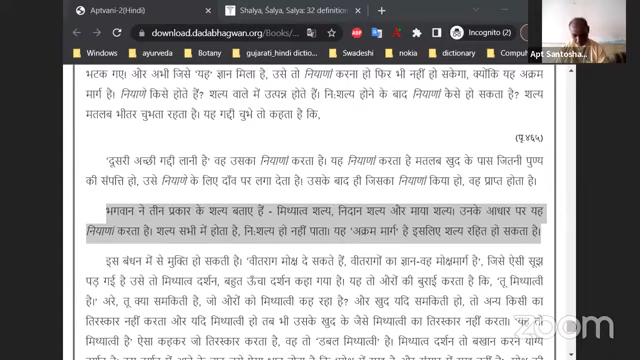 Aptvani-2(Hindi)
Shalya, Śalya, Salya: 32 definition
download.dadabhagwan.org/Books/
Incognito (2)
Windows
ayurveda
Botany
gujarati_hindi dictio...
Swadeshi
nokia
dictionary
Comput
Apt Santosha...
भटक गए। और अभी जिसे 'यह' ज्ञान मिला है, उसे तो नियाणां करना हो फिर भी नहीं हो सकेगा, क्योंकि यह अक्रम
मार्ग है। नियाणे किसे होते हैं? शल्य वाले में उत्पन्न होते हैं। निःशल्य होने के बाद नियाणां कैसे हो सकता है? शल्य
मतलब भीतर चुभता रहता है। यह गद्दी चुभे तो कहता है कि,
(पृ.४६५)
'दूसरी अच्छी गद्दी लानी है' वह उसका नियाणां करता है। यह नियाणां करता है मतलब खुद के पास जितनी पुण्य
की संपत्ति हो, उसे नियाणे के लिए दाँव पर लगा देता है। उसके बाद ही जिसका नियाणां किया हो, वह प्राप्त होता है।
भगवान ने तीन प्रकार के शल्य बताए हैं - मिथ्यात्व शल्य, निदान शल्य और माया शल्य। उनके आधार पर यह
नियाणां करता है। शल्य सभी में होता है, निःशल्य हो नहीं पाता। यह 'अक्रम मार्ग' है इसलिए शल्य रहित हो सकता है।
इस बंधन में से मुक्ति हो सकती है। 'वीतराग मोक्ष दे सकते हैं, वीतरागों का ज्ञान-वह मोक्षमार्ग है', जिसे ऐसी सूझ
पड़ गई है उसे तो मिथ्यात्व दर्शन, बहुत ऊँचा दर्शन कहा गया है। यह तो औरों की बुराई करता है कि, 'तू मिथ्यात्वी
है।' अरे, तू क्या समकिती है, जो औरों को मिथ्यात्वी कह रहा है? और खुद यदि समकिती हो, तो अन्य किसी का
तिरस्कार नहीं करता और यदि मिथ्यात्वी हो तब भी उसके खुद के जैसे मिथ्यात्वी का तिरस्कार नहीं करता। 'यह तो
मिथ्यात्वी है' ऐसा कहकर जो तिरस्कार करता है, वह तो 'डबल मिथ्यात्वी' है। मिथ्यात्व दर्शन तो बखान करने योग्य
zoom